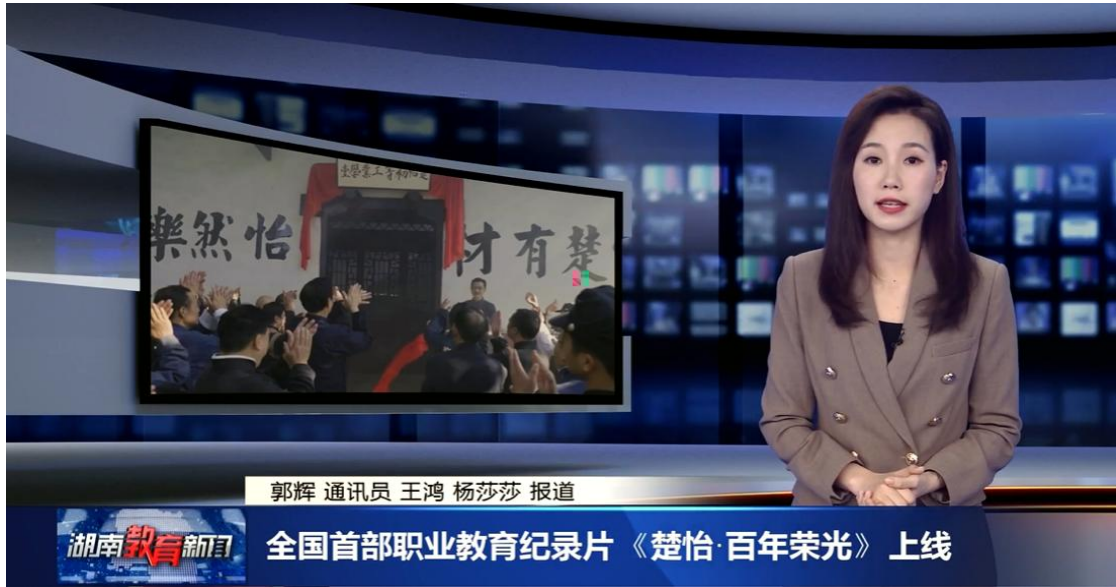 楚有材
怡然樂
郭辉 通讯员 王鸿 杨莎莎 报道
湖南教育新闻
全国首部职业教育纪录片《楚怡·百年荣光》上线